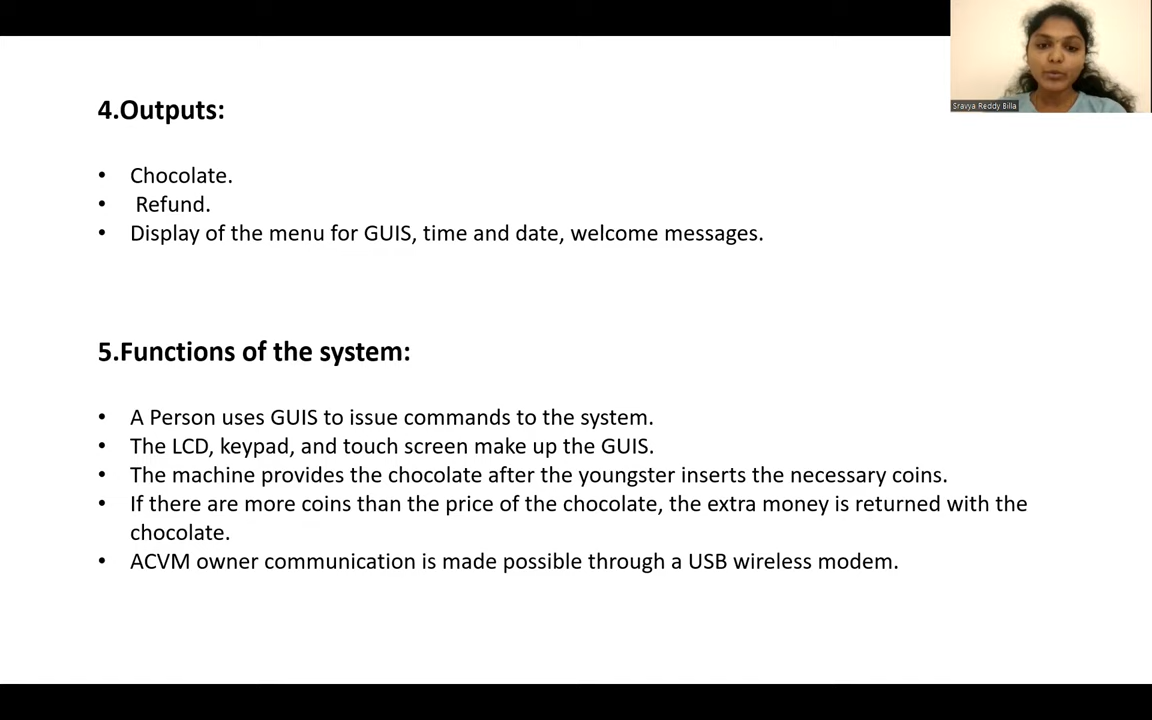 Sravya Reddy Billa
4.Outputs:
• Chocolate.
• Refund.
• Display of the menu for GUIS, time and date, welcome messages.
5.Functions of the system:
• A Person uses GUIS to issue commands to the system.
• The LCD, keypad, and touch screen make up the GUIS.
• The machine provides the chocolate after the youngster inserts the necessary coins.
• If there are more coins than the price of the chocolate, the extra money is returned with the
chocolate.
• ACVM owner communication is made possible through a USB wireless modem.